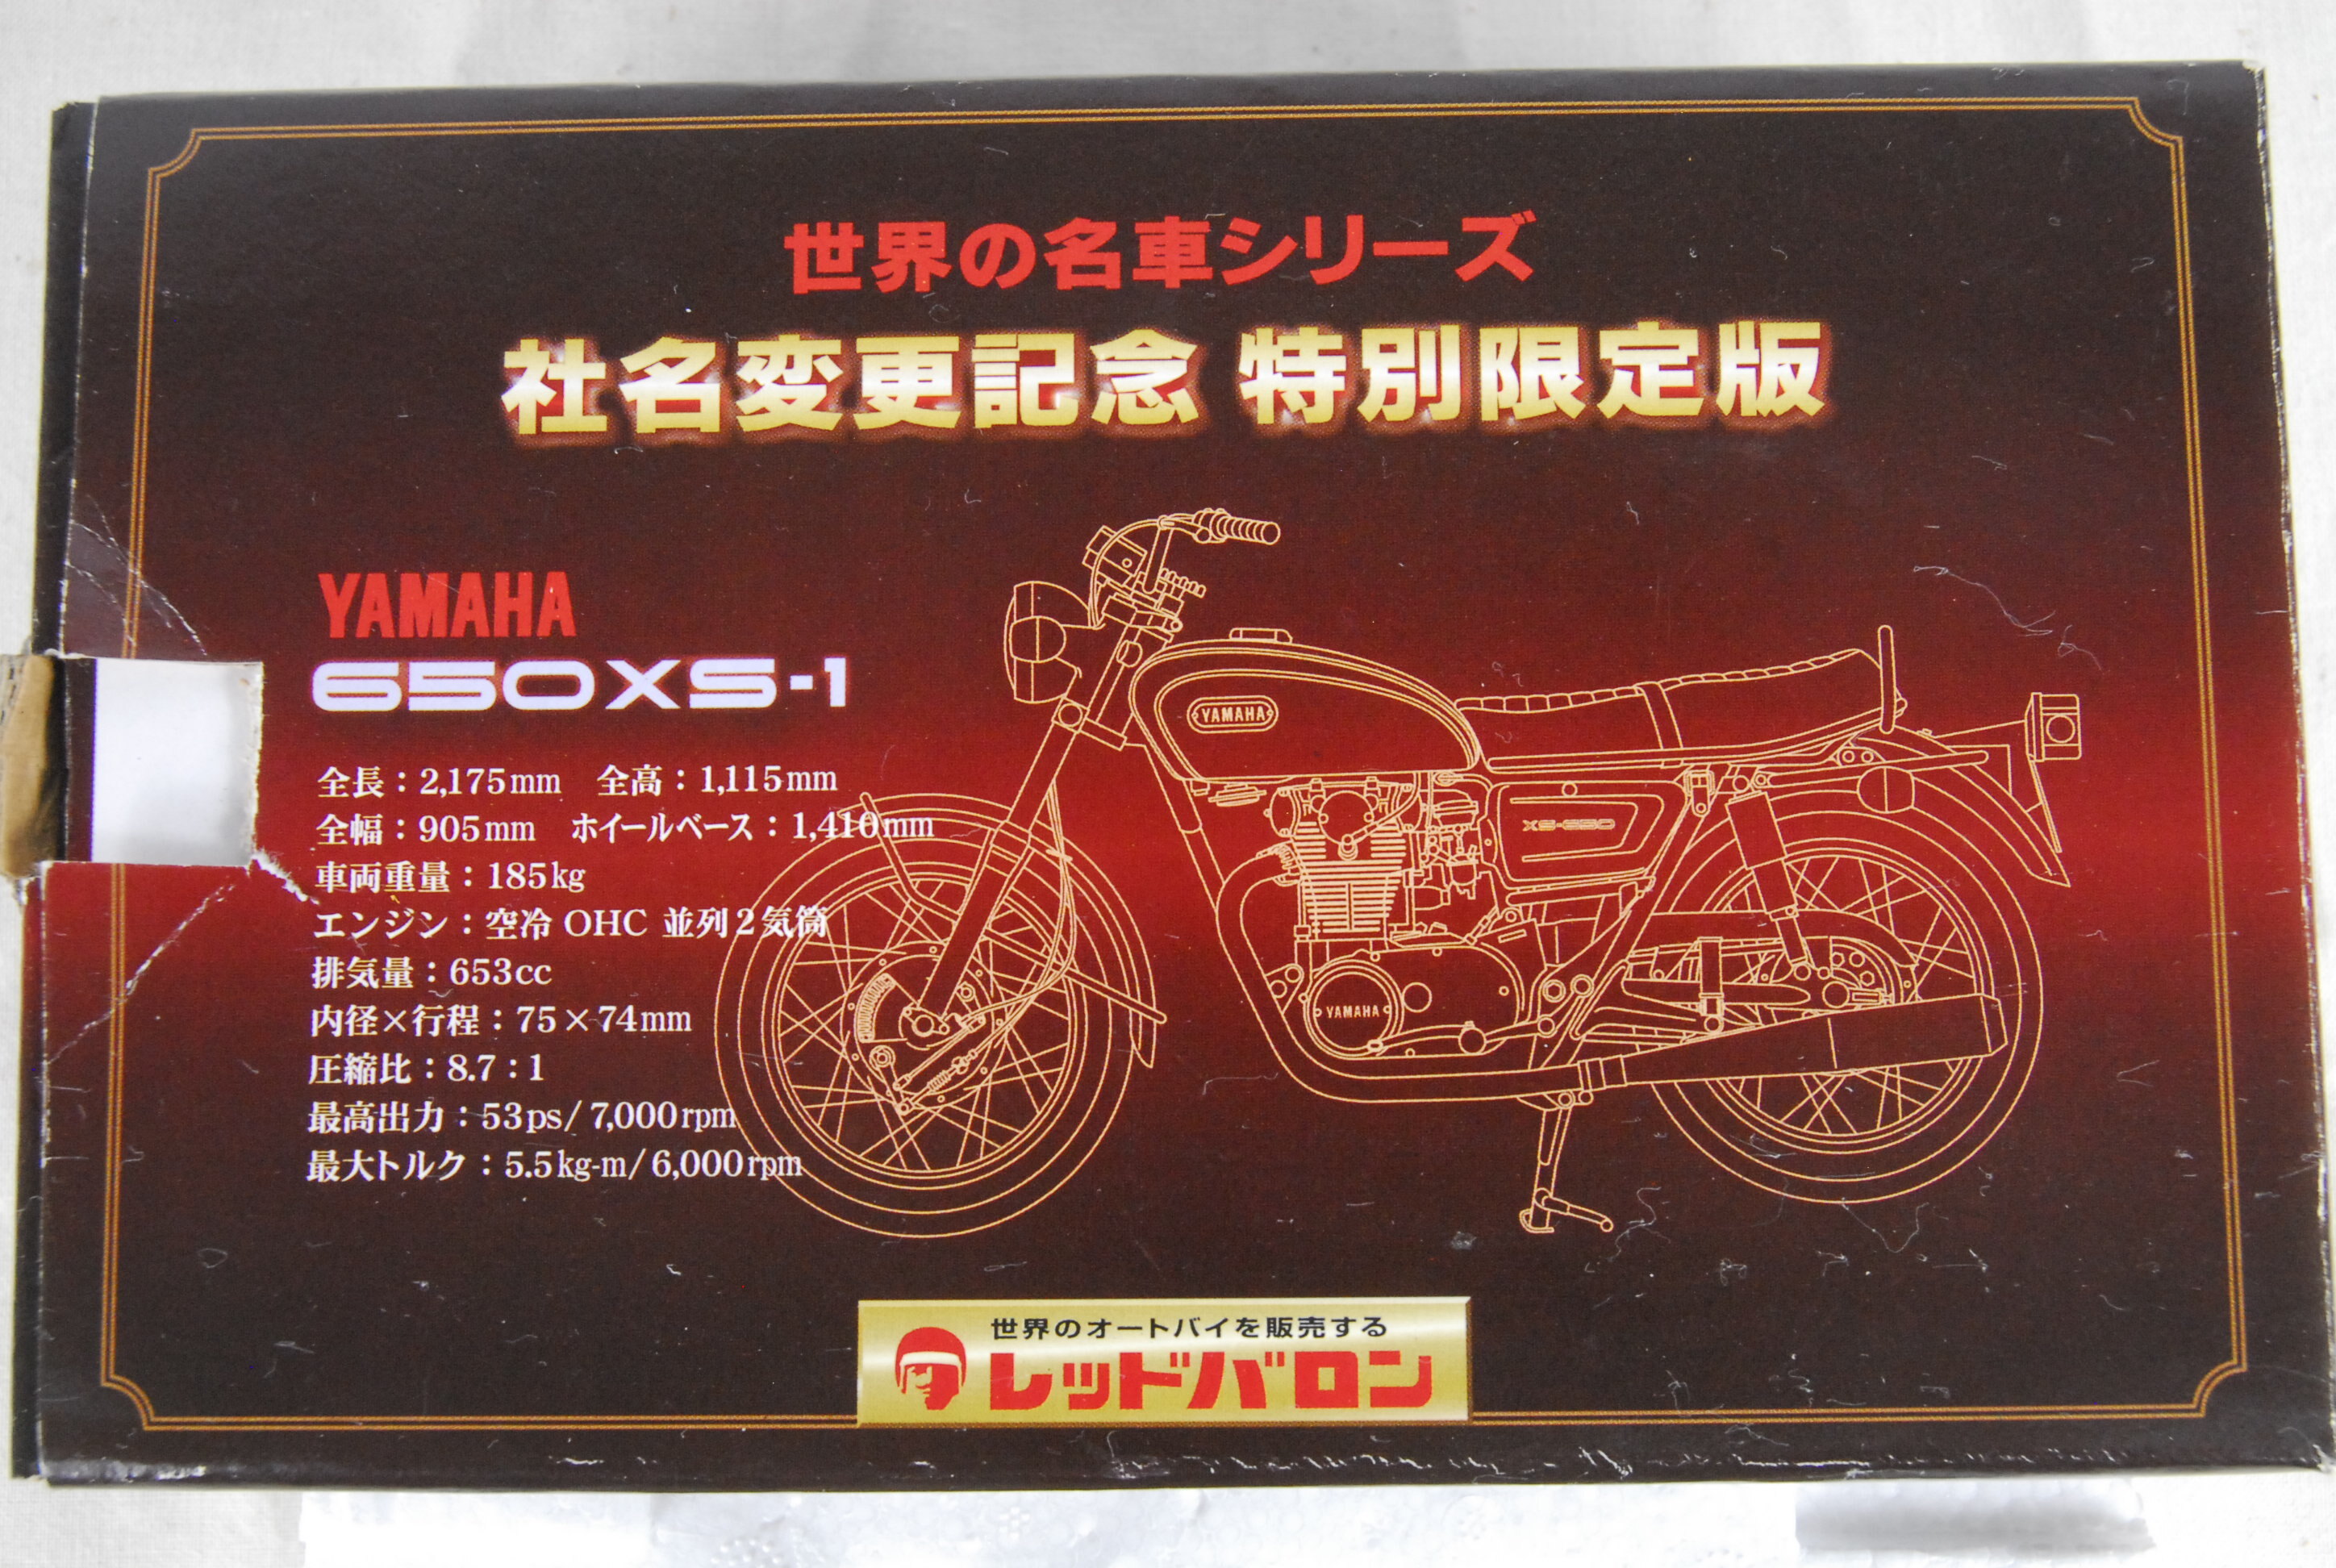 世界の名車シリーズ
社名変更記念 特別限定版
YAMAHA
650XS-1
全長：2,175mm 全高：1,115mm
全幅：905mm ホイールベース：1,410mm
車両重量：185kg
エンジン：空冷 OHC 並列2気筒
排気量：653cc
内径×行程：75×74mm
圧縮比：8.7：1
最高出力：53ps/7,000rpm
最大トルク：5.5kg-m/6,000rpm
YAMAHA
XS-650
YAMAHA
世界のオートバイを販売する
レッドバロン